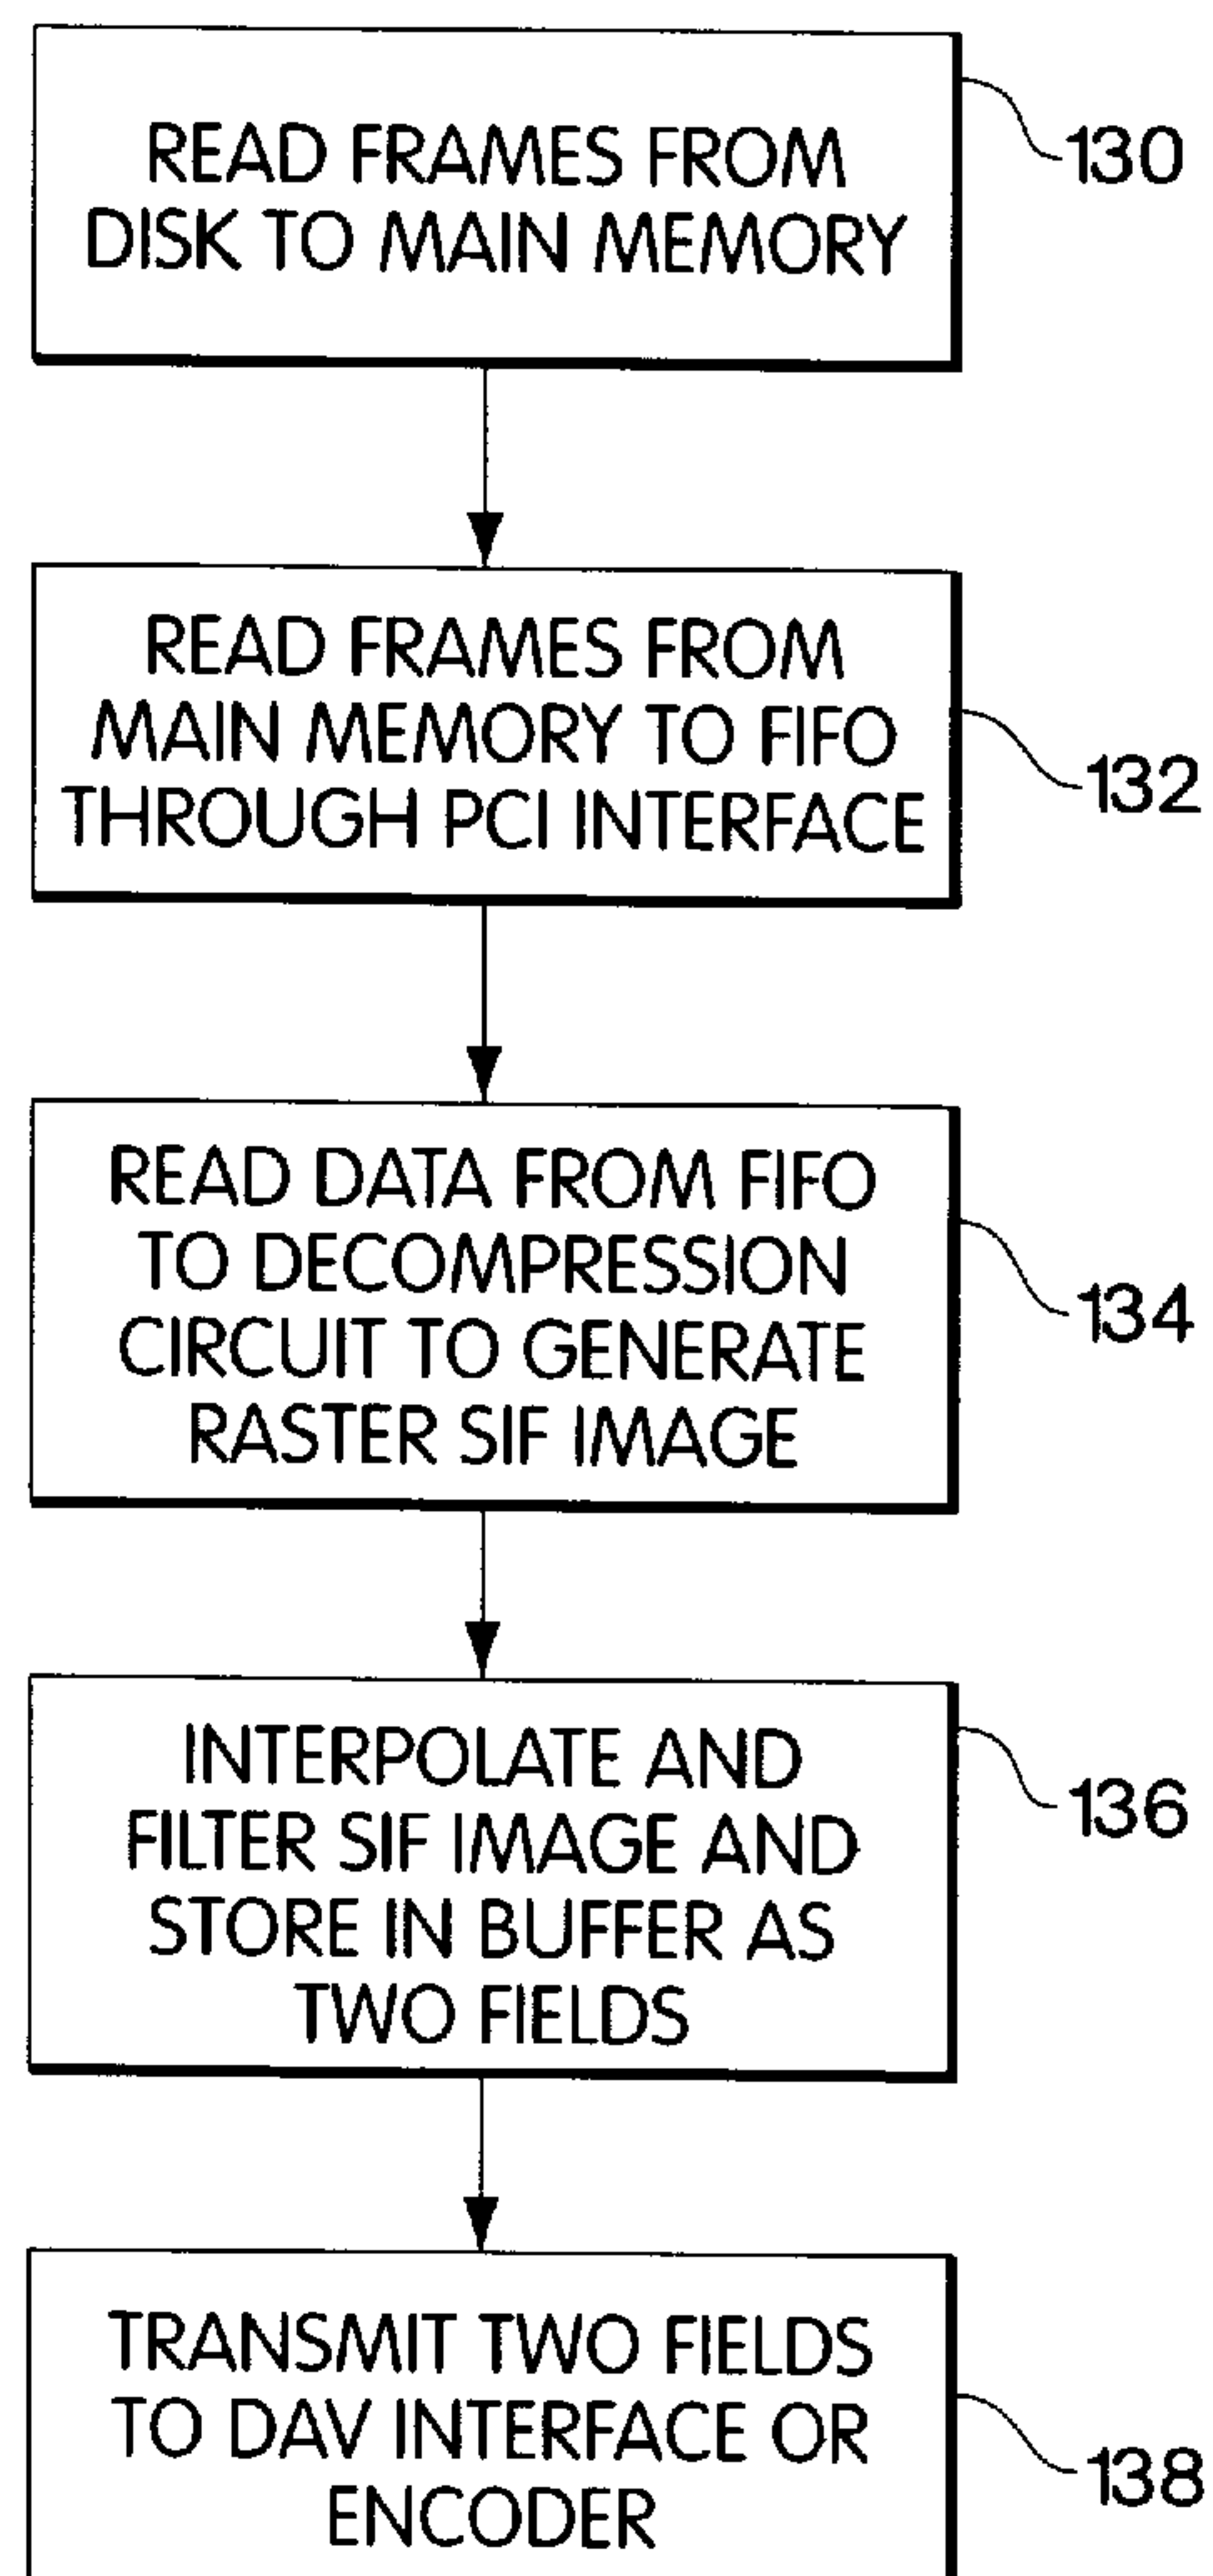 READ FRAMES FROM
DISK TO MAIN MEMORY
130
READ FRAMES FROM
MAIN MEMORY TO FIFO
THROUGH PCI INTERFACE
132
READ DATA FROM FIFO
TO DECOMPRESSION
CIRCUIT TO GENERATE
RASTER SIF IMAGE
134
INTERPOLATE AND
FILTER SIF IMAGE AND
STORE IN BUFFER AS
TWO FIELDS
136
TRANSMIT TWO FIELDS
TO DAV INTERFACE OR
ENCODER
138